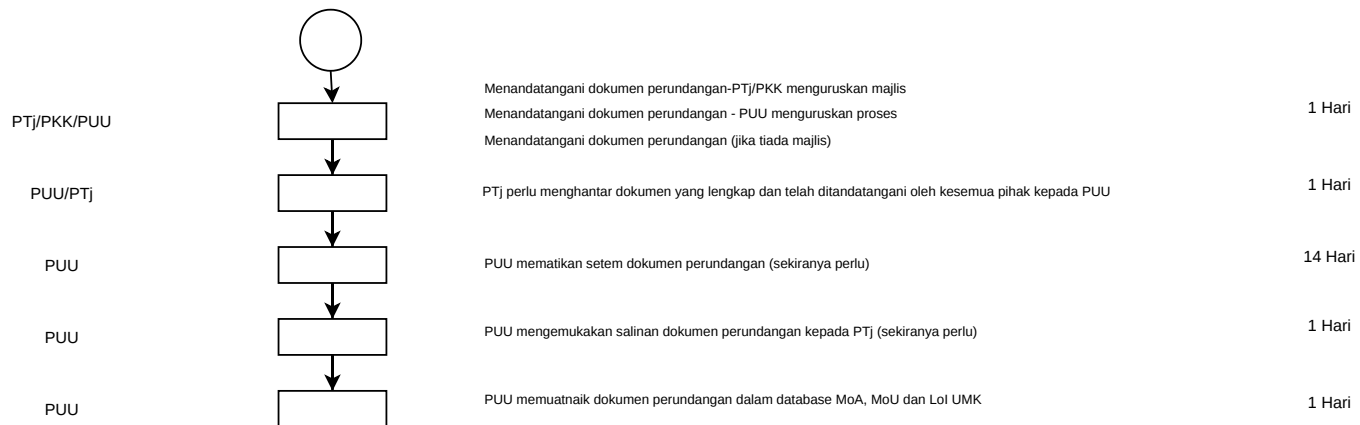 Menandatangani dokumen perundangan-PTj/PKK menguruskan majlis
PTj/PKK/PUU
Menandatangani dokumen perundangan - PUU menguruskan proses
1 Hari
Menandatangani dokumen perundangan (jika tiada majlis)
PUU/PTj
PTj perlu menghantar dokumen yang lengkap dan telah ditandatangani oleh kesemua pihak kepada PUU
1 Hari
PUU
PUU mematikan setem dokumen perundangan (sekiranya perlu)
14 Hari
PUU
PUU mengemukakan salinan dokumen perundangan kepada PTj (sekiranya perlu)
1 Hari
PUU
PUU memuatnaik dokumen perundangan dalam database MoA, MoU dan LoI UMK
1 Hari